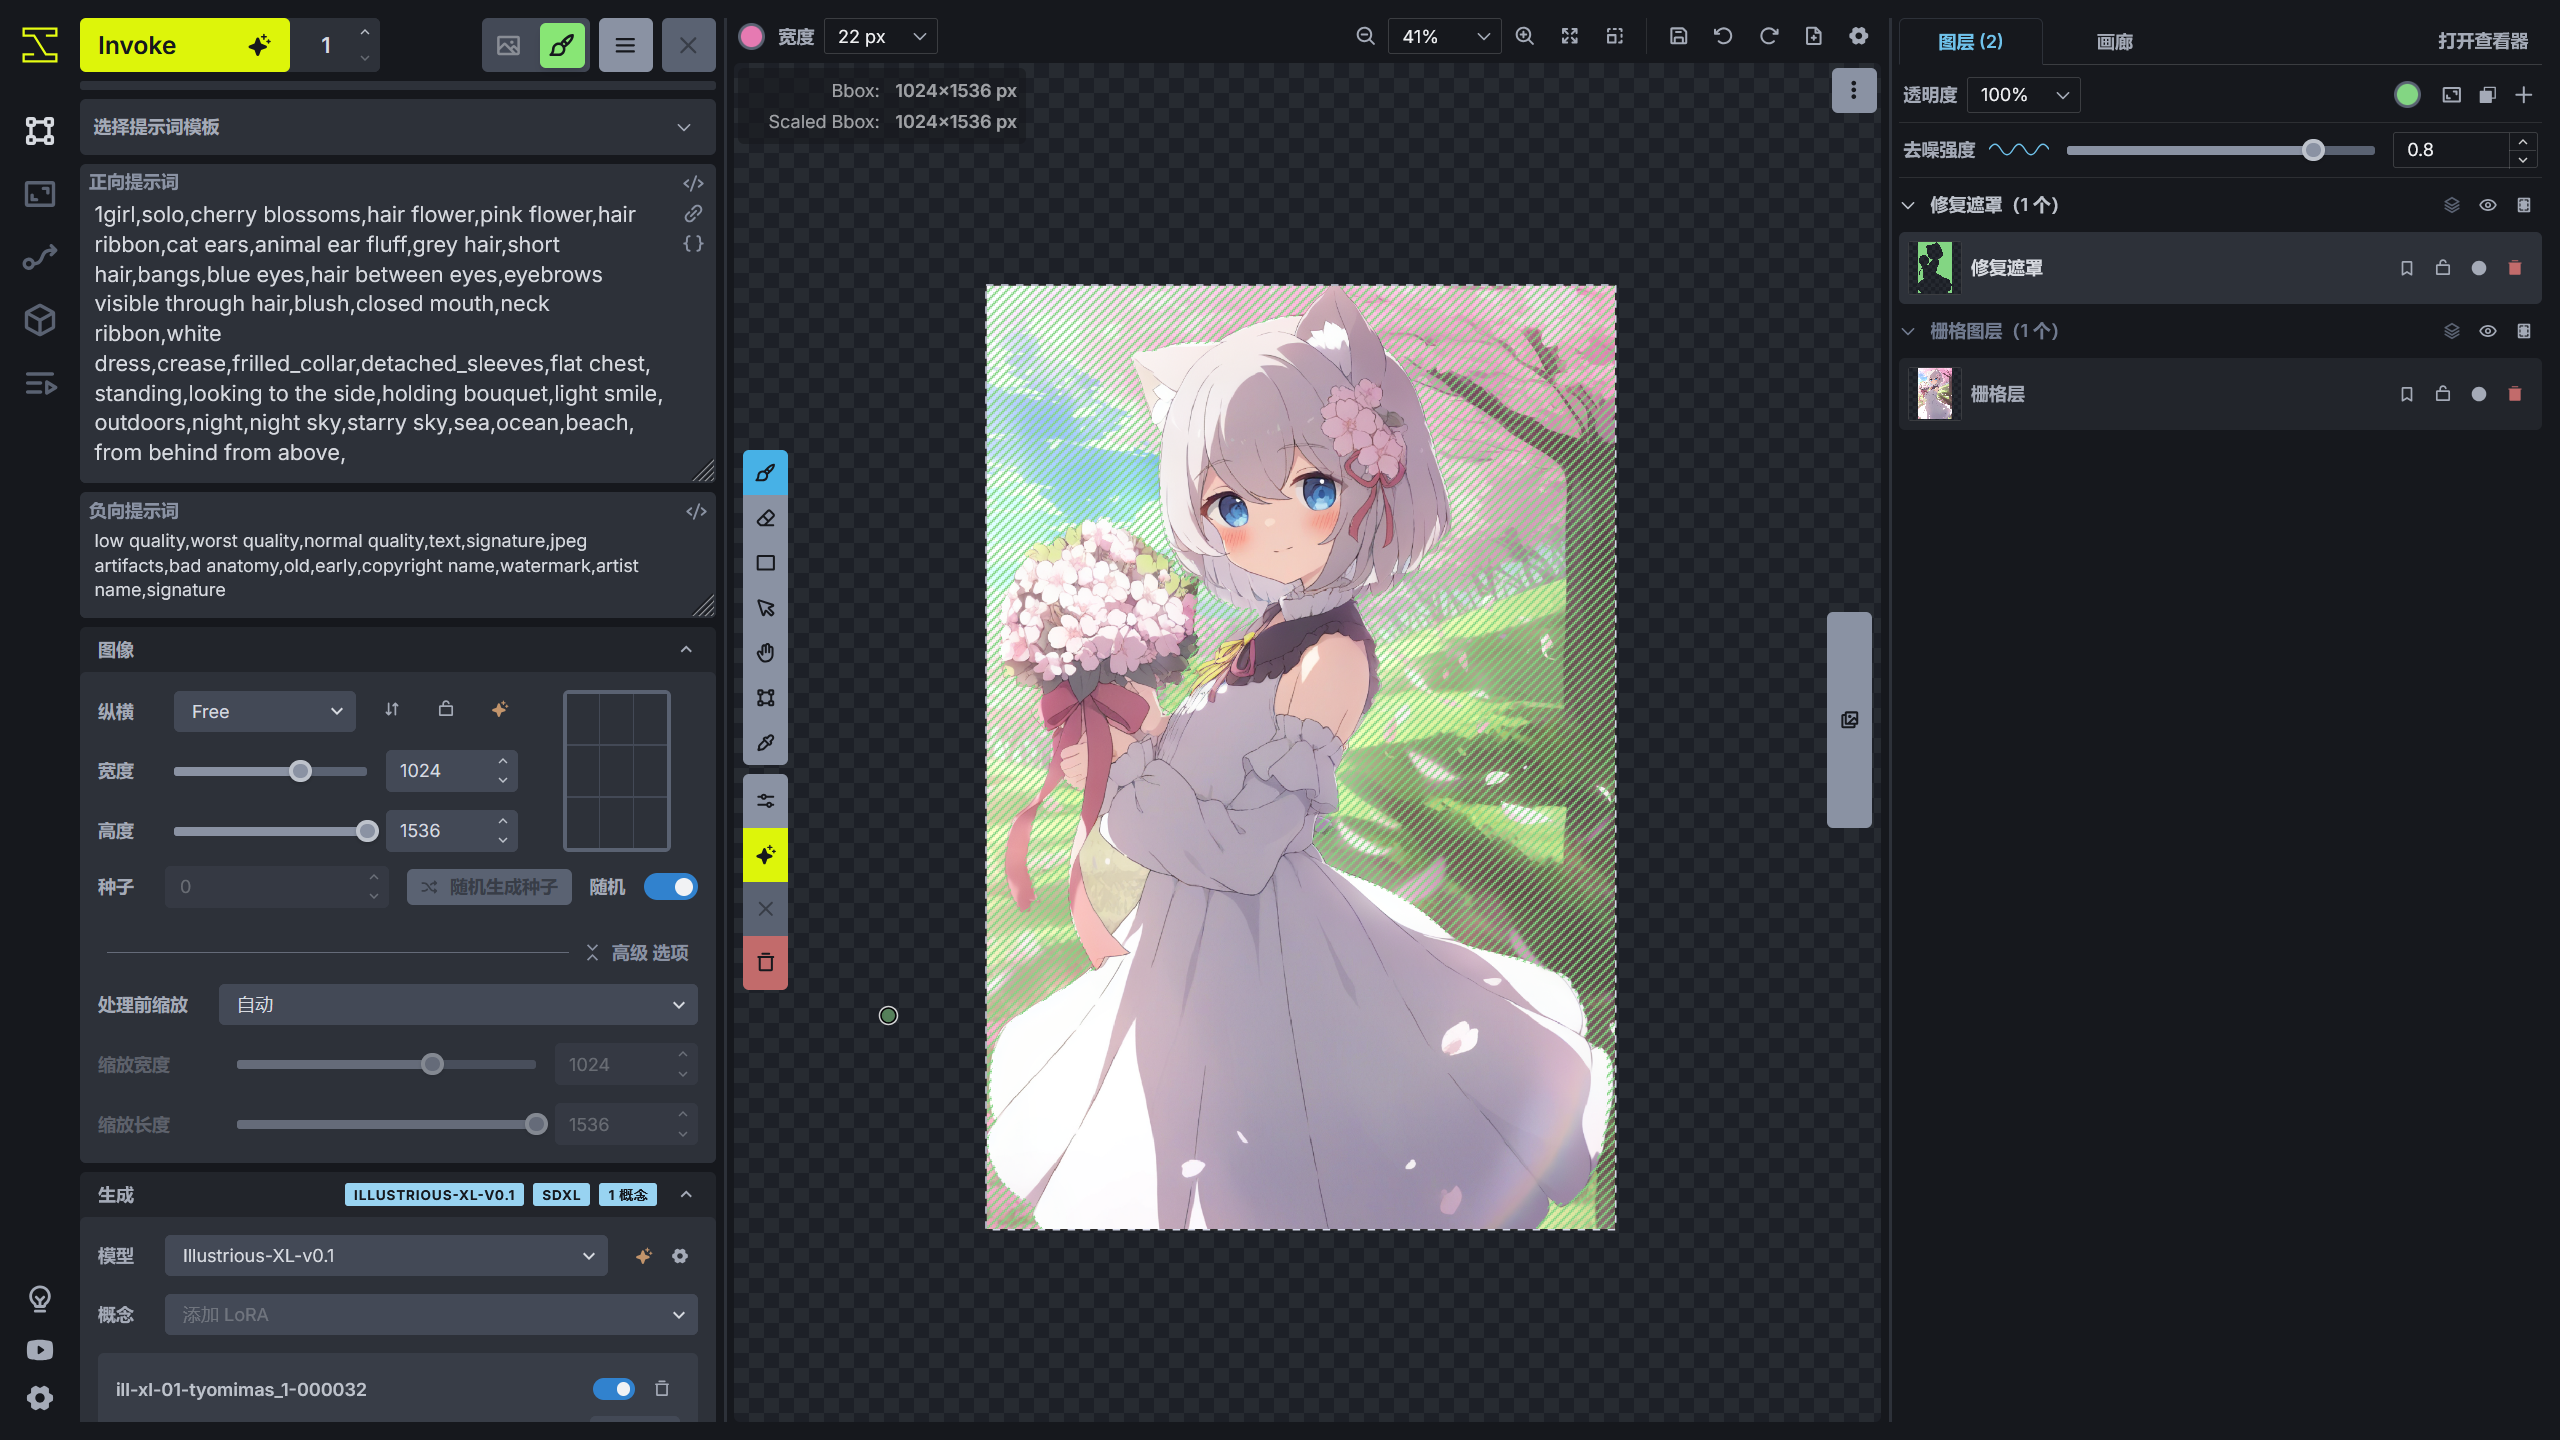 Invoke
1
选择提示词模板
正向提示词
1girl,solo,cherry blossoms,hair flower,pink flower,hair
ribbon,cat ears,animal ear fluff,grey hair,short
hair,bangs,blue eyes,hair between eyes,eyebrows
visible through hair,blush,closed mouth,neck
ribbon,white
dress,crease,frilled_collar,detached_sleeves,flat chest,
standing,looking to the side,holding bouquet,light smile,
outdoors,night,night sky,starry sky,sea,ocean,beach,
from behind from above,
负向提示词
low quality,worst quality,normal quality,text,signature,jpeg
artifacts,bad anatomy,old,early,copyright name,watermark,artist
name,signature
图像
纵横
Free
宽度
1024
高度
1536
种子
0
随机生成种子
随机
高级 选项
处理前缩放
自动
缩放宽度
1024
缩放长度
1536
生成
ILLUSTRIOUS-XL-V0.1
SDXL
1 概念
模型
Illustrious-XL-v0.1
概念
添加 LoRA
ill-xl-01-tyomimas_1-000032
宽度
22 px
41%
Bbox: 1024×1536 px
Scaled Bbox: 1024×1536 px
图层 (2)
画廊
打开查看器
透明度
100%
去噪强度
0.8
修复遮罩 (1 个)
修复遮罩
栅格图层 (1 个)
栅格层